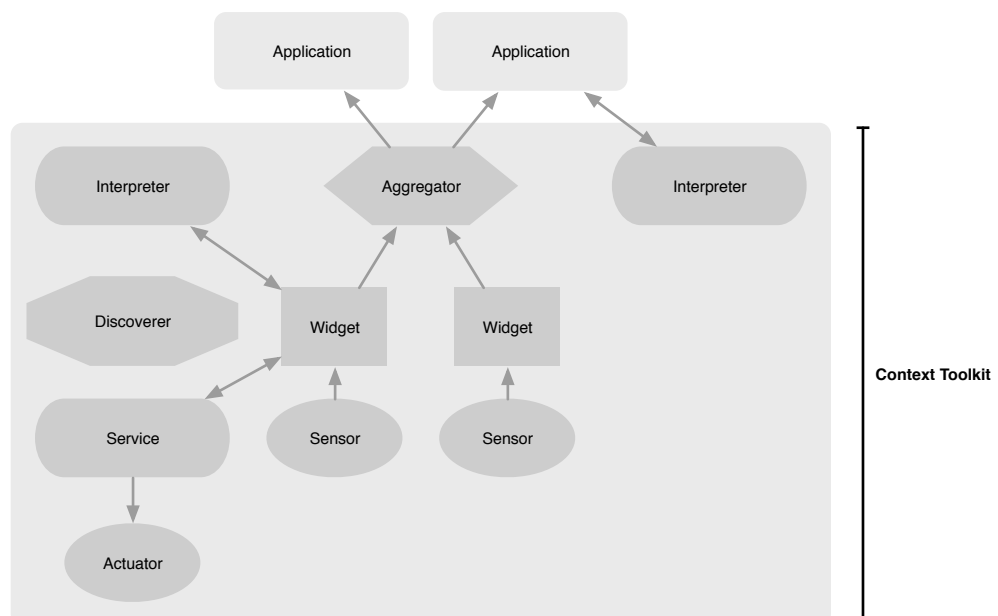 Application
Application
Interpreter
Aggregator
Interpreter
Discoverer
Widget
Widget
Context Toolkit
Service
Sensor
Sensor
Actuator